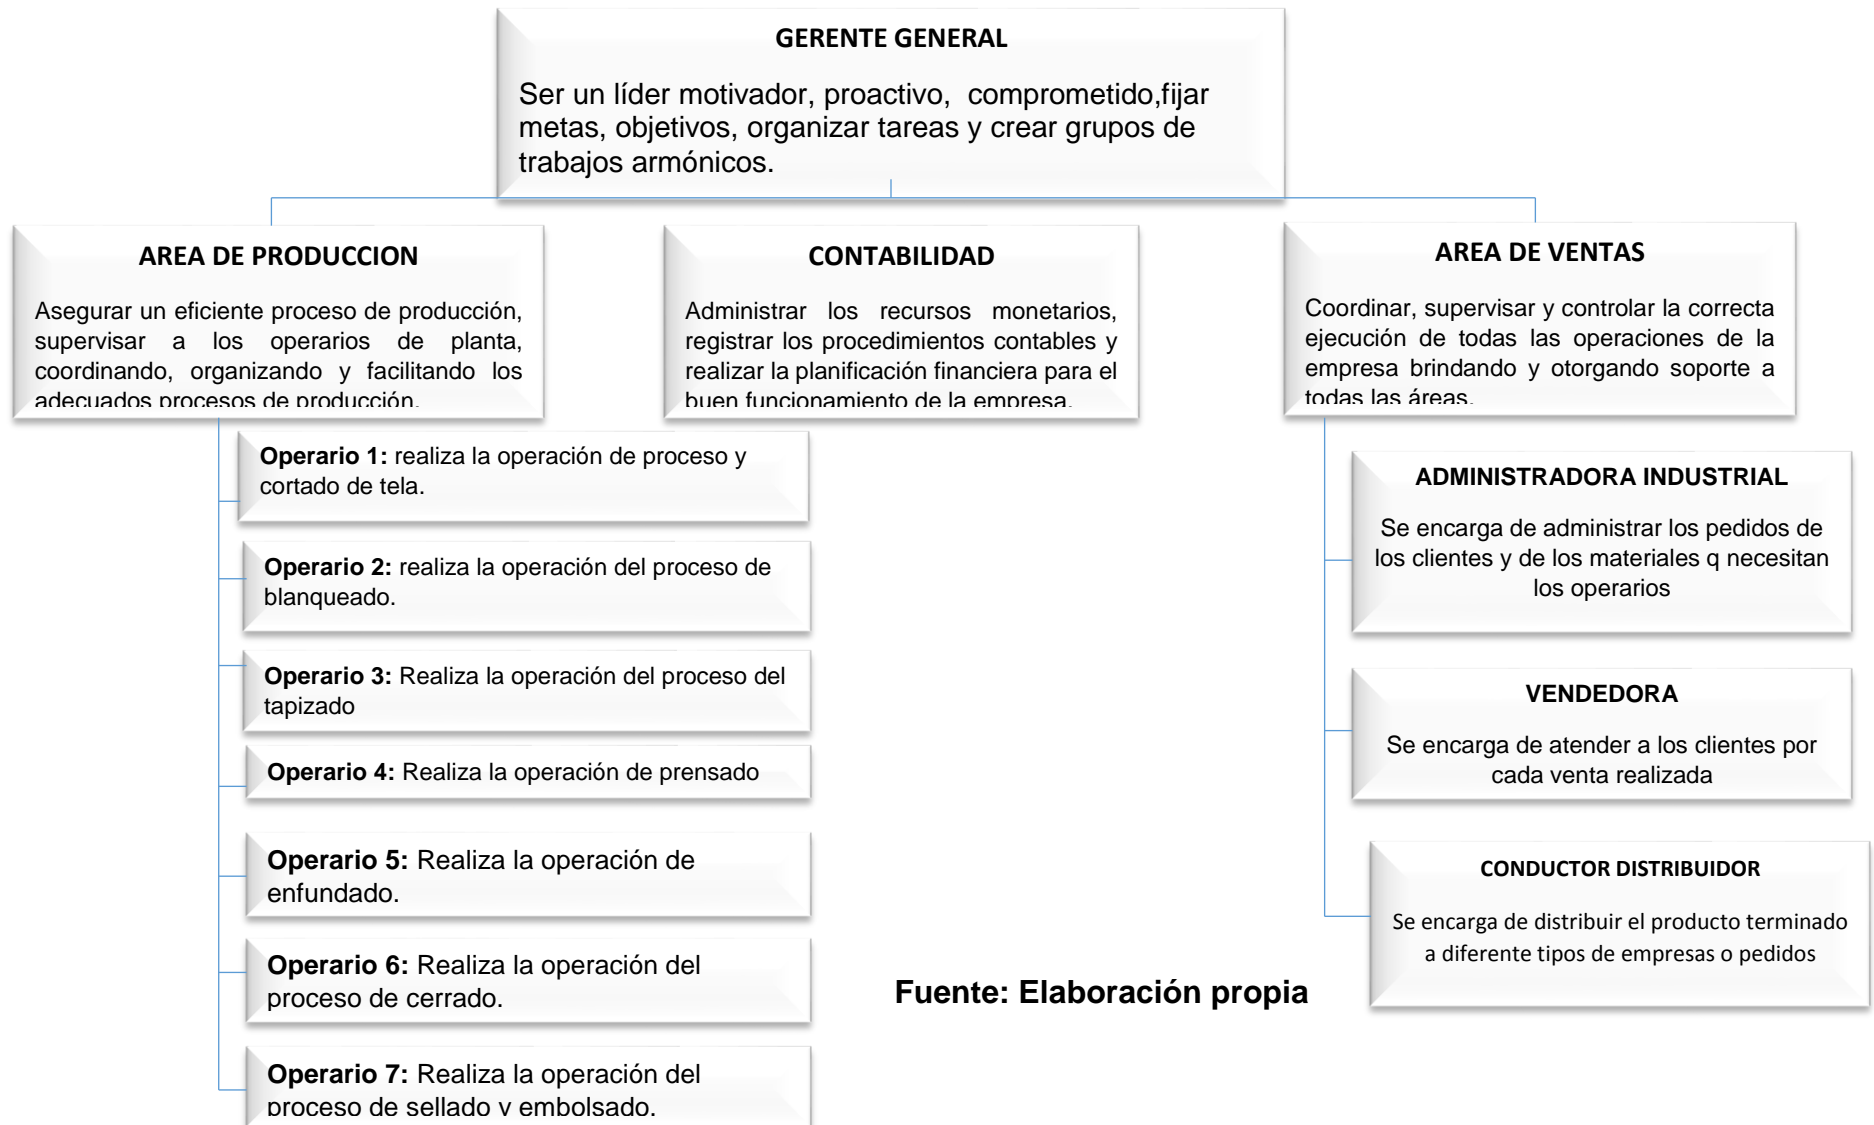 GERENTE GENERAL
Ser un líder motivador, proactivo, comprometido,fijar
metas, objetivos, organizar tareas y crear grupos de
trabajos armónicos.
AREA DE PRODUCCION
Asegurar un eficiente proceso de producción,
supervisar a los operarios de planta,
coordinando, organizando y facilitando los
adecuados procesos de producción.
CONTABILIDAD
Administrar los recursos monetarios,
registrar los procedimientos contables y
realizar la planificación financiera para el
buen funcionamiento de la empresa.
AREA DE VENTAS
Coordinar, supervisar y controlar la correcta
ejecución de todas las operaciones de la
empresa brindando y otorgando soporte a
todas las áreas.
Operario 1: realiza la operación de proceso y
cortado de tela.
Operario 2: realiza la operación del proceso de
blanqueado.
Operario 3: Realiza la operación del proceso del
tapizado
Operario 4: Realiza la operación de prensado
Operario 5: Realiza la operación de
enfundado.
Operario 6: Realiza la operación del
proceso de cerrado.
Operario 7: Realiza la operación del
proceso de sellado y embolsado.
ADMINISTRADORA INDUSTRIAL
Se encarga de administrar los pedidos de
los clientes y de los materiales q necesitan
los operarios
VENDEDORA
Se encarga de atender a los clientes por
cada venta realizada
CONDUCTOR DISTRIBUIDOR
Se encarga de distribuir el producto terminado
a diferente tipos de empresas o pedidos
Fuente: Elaboración propia